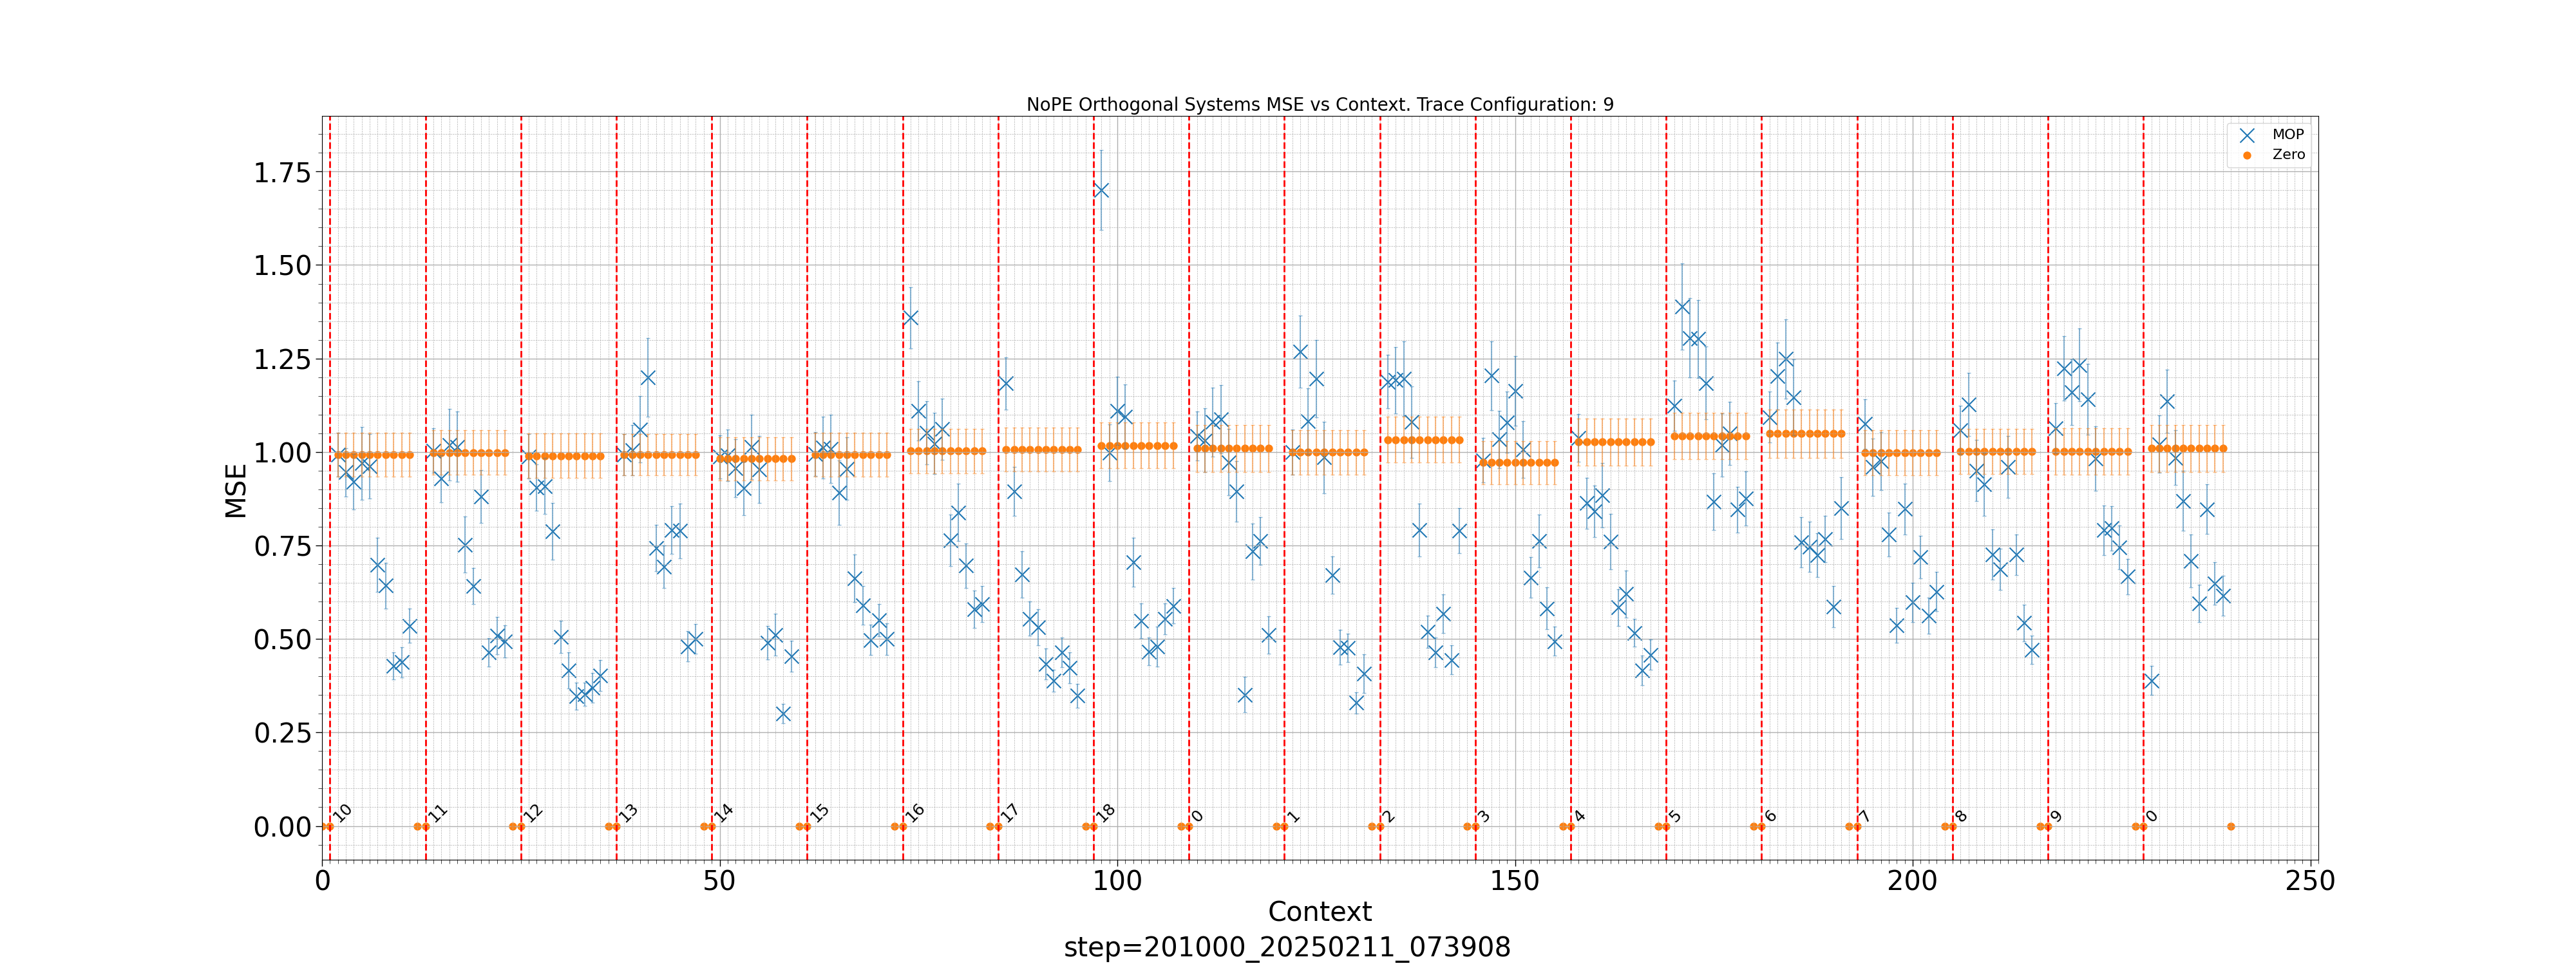 NoPE Orthogonal Systems MSE vs Context. Trace Configuration: 9
MOP
Zero
1.75
1.50
1.25
1.00
0.75
0.50
0.25
0.00
MSE
10 11 12 13 14 15 16 17 18 0 1 2 3 4 5 6 7 8 9 0
0 50 100 150 200 250
Context
step=201000_20250211_073908